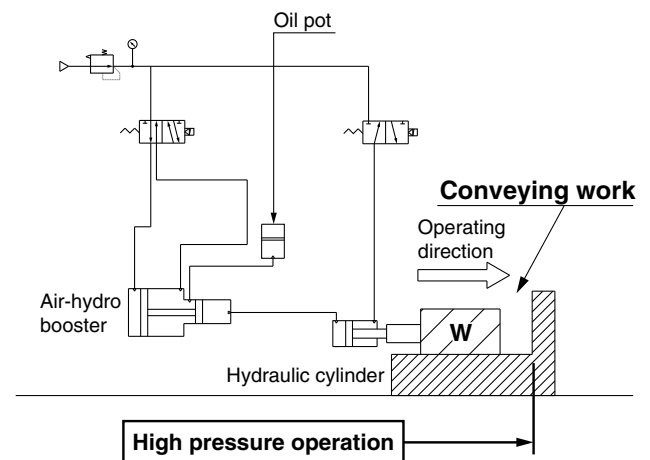 Oil pot
Conveying work
Operating
direction
Air-hydro
booster
W
Hydraulic cylinder
High pressure operation